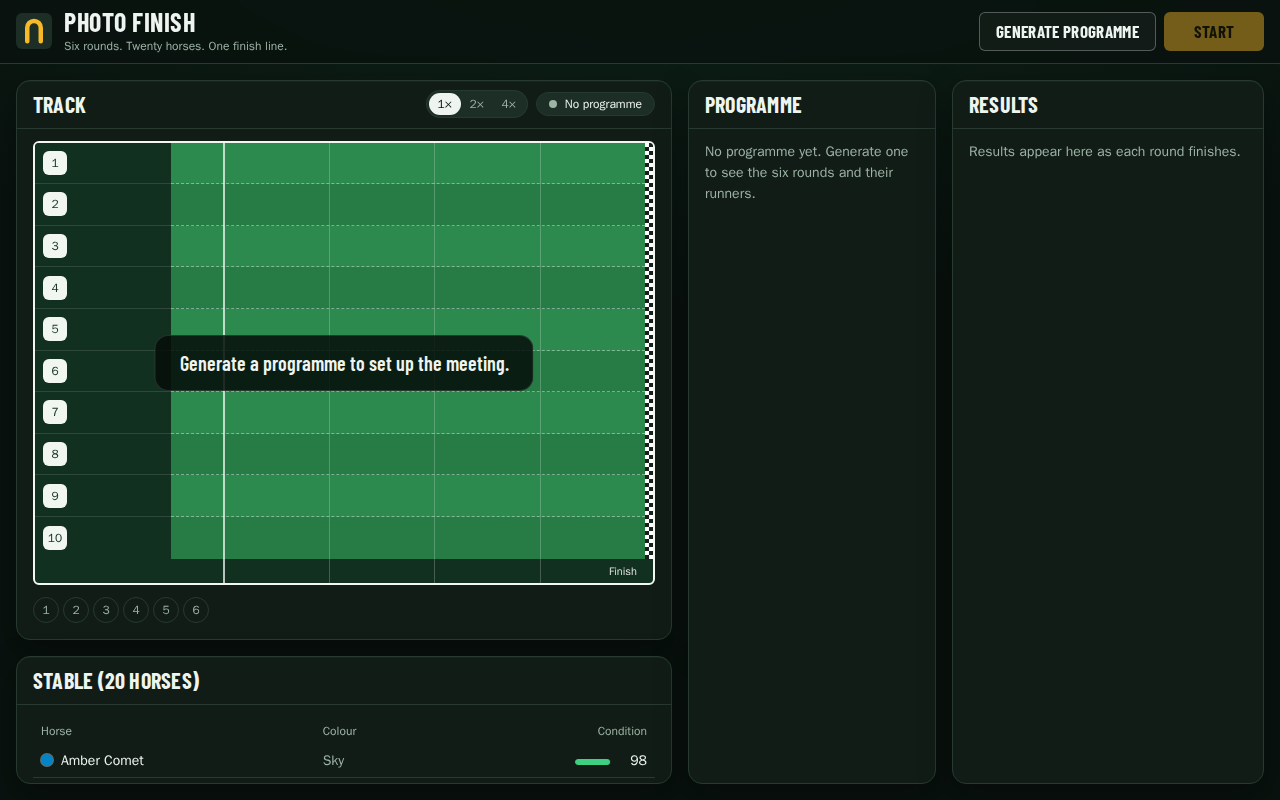 PHOTO FINISH
Six rounds. Twenty horses. One finish line.
GENERATE PROGRAMME
START
TRACK
1×
2×
4×
No programme
1
2
3
4
5
6
7
8
9
10
Generate a programme to set up the meeting.
Finish
1
2
3
4
5
6
STABLE (20 HORSES)
Horse
Colour
Condition
Amber Comet
Sky
98
PROGRAMME
No programme yet. Generate one
to see the six rounds and their
runners.
RESULTS
Results appear here as each round finishes.